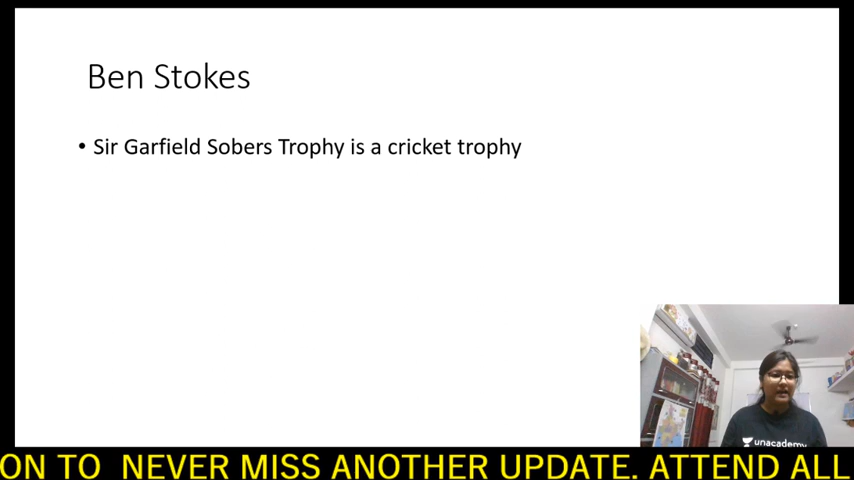 Ben Stokes
• Sir Garfield Sobers Trophy is a cricket trophy
unacademy
ON TO NEVER MISS ANOTHER UPDATE. ATTEND ALL